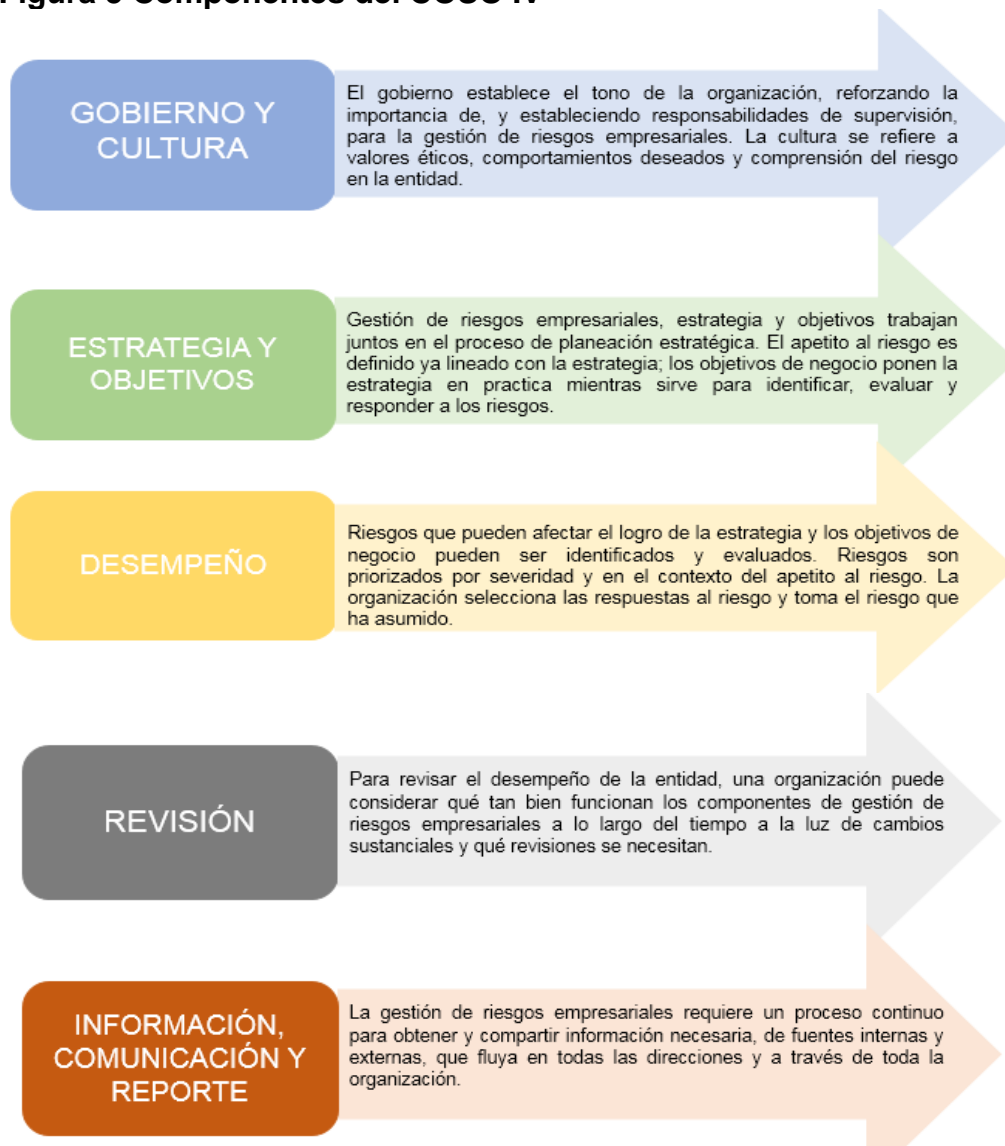 Figura 3 Componentes del COSO IV
GOBIERNO Y
CULTURA
El gobierno establece el tono de la organización, reforzando la
importancia de, y estableciendo responsabilidades de supervisión,
para la gestión de riesgos empresariales. La cultura se refiere a
valores éticos, comportamientos deseados y comprensión del riesgo
en la entidad.
ESTRATEGIA Y
OBJETIVOS
Gestión de riesgos empresariales, estrategia y objetivos trabajan
juntos en el proceso de planeación estratégica. El apetito al riesgo es
definido ya lineado con la estrategia; los objetivos de negocio ponen la
estrategia en practica mientras sirve para identificar, evaluar y
responder a los riesgos.
DESEMPEÑO
Riesgos que pueden afectar el logro de la estrategia y los objetivos de
negocio pueden ser identificados y evaluados. Riesgos son
priorizados por severidad y en el contexto del apetito al riesgo. La
organización selecciona las respuestas al riesgo y toma el riesgo que
ha asumido.
REVISIÓN
Para revisar el desempeño de la entidad, una organización puede
considerar qué tan bien funcionan los componentes de gestión de
riesgos empresariales a lo largo del tiempo a la luz de cambios
sustanciales y qué revisiones se necesitan.
INFORMACIÓN,
COMUNICACIÓN Y
REPORTE
La gestión de riesgos empresariales requiere un proceso continuo
para obtener y compartir información necesaria, de fuentes internas y
externas, que fluya en todas las direcciones y a través de toda la
organización.